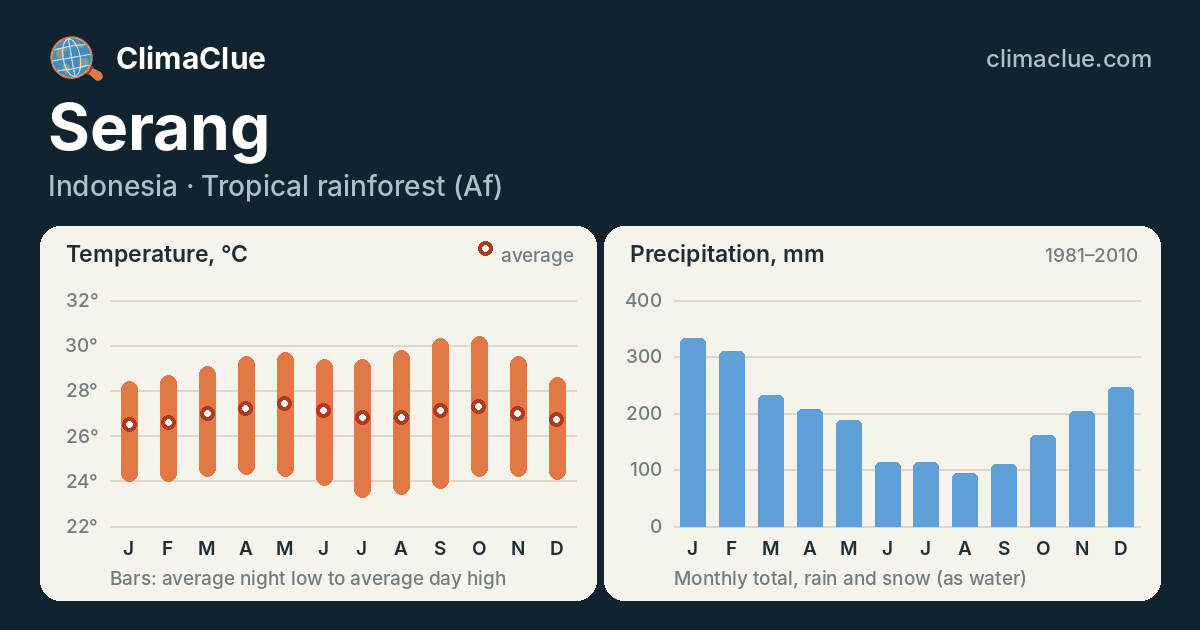 ClimaClue
climaclue.com
Serang
Indonesia · Tropical rainforest (Af)
Temperature, °C
average
32°
30°
28°
26°
24°
22°
J F M A M J J A S O N D
Bars: average night low to average day high
Precipitation, mm
1981–2010
400
300
200
100
0
J F M A M J J A S O N D
Monthly total, rain and snow (as water)